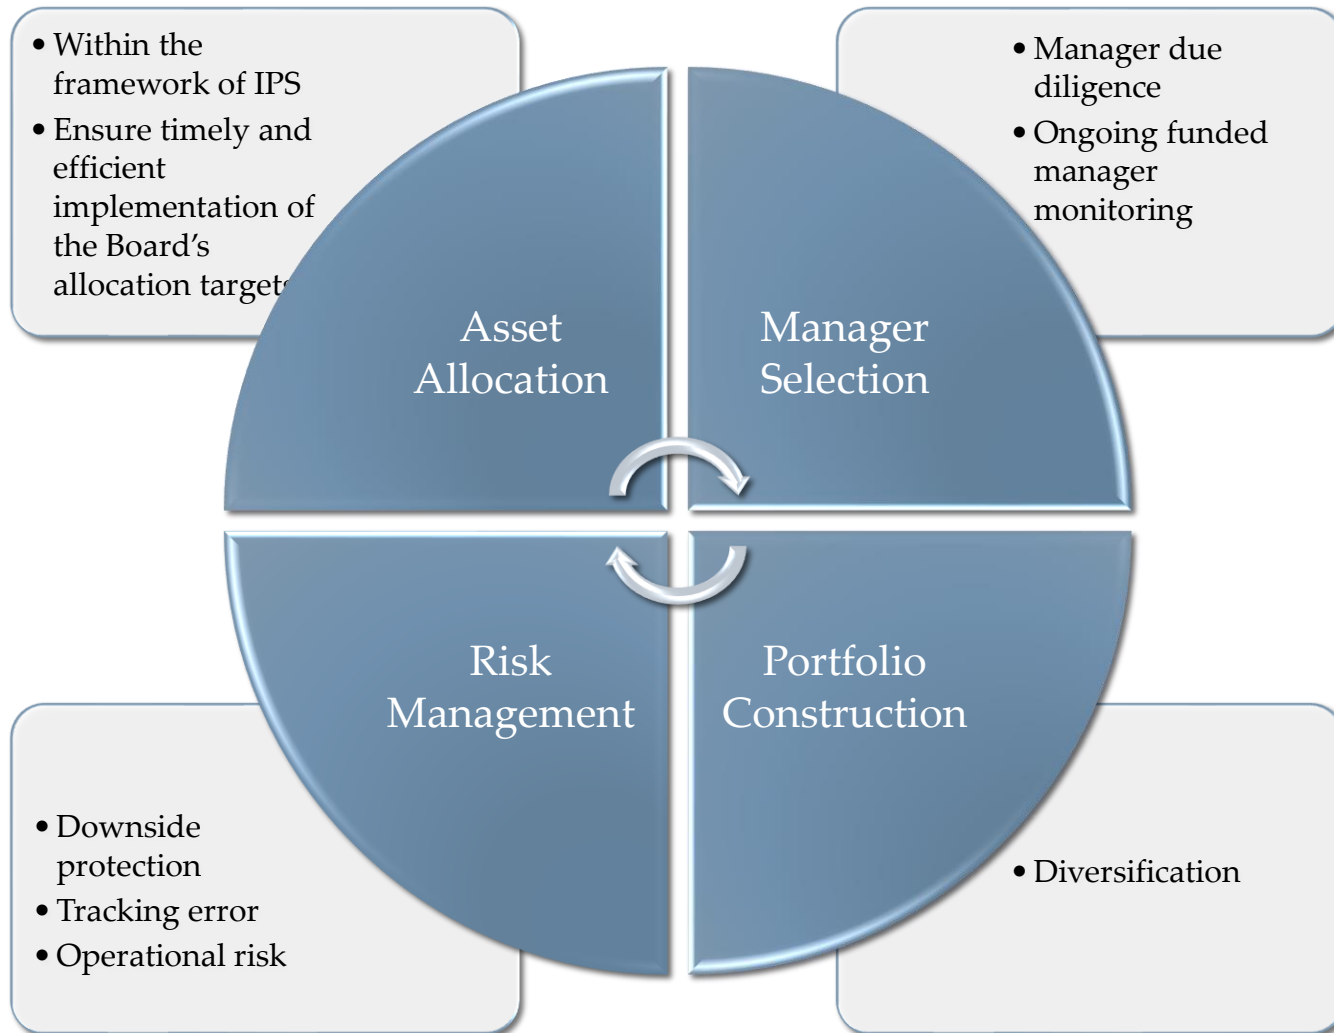 • Within the
framework of IPS
• Ensure timely and
efficient
implementation of
the Board's
allocation targets
• Manager due
diligence
• Ongoing funded
manager
monitoring
Asset
Allocation
Manager
Selection
Risk
Management
Portfolio
Construction
• Downside
protection
• Tracking error
• Operational risk
• Diversification